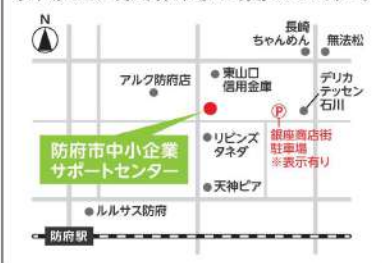 N
長崎
ちゃんめん
無法松
アルク防府店
東山口
信用金庫
デリカ
テッセン
石川
P
銀座商店街
駐車場
※表示有り
防府市中小企業
サポートセンター
リビンズ
タネダ
天神ピア
ルルサス防府
防府駅